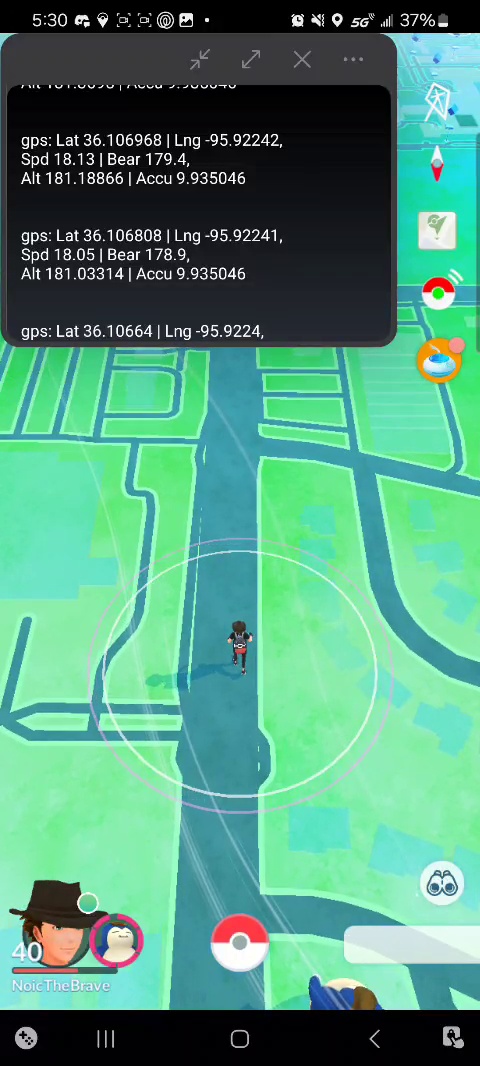 5:30
5G
37%
gps: Lat 36.106968 | Lng -95.92242,
Spd 18.13 | Bear 179.4,
Alt 181.18866 | Accu 9.935046
gps: Lat 36.106808 | Lng -95.92241,
Spd 18.05 | Bear 178.9,
Alt 181.03314 | Accu 9.935046
gps: Lat 36.10664 | Lng -95.9224,
40
NoicTheBrave